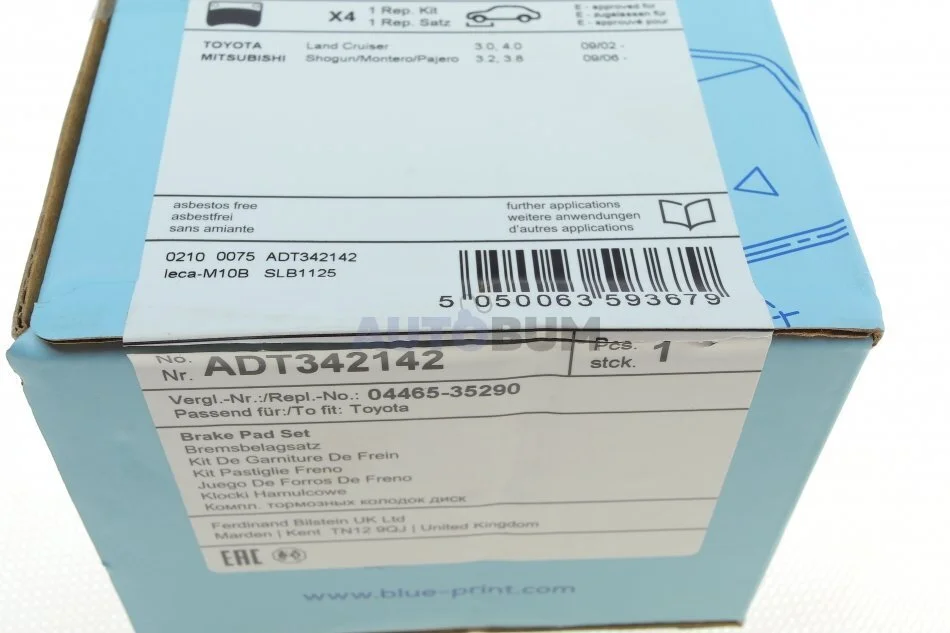 X4 1 Rep. Kit
1 Rep. Satz
E - approved for
E - zugelassen für
E - approuvé pour
TOYOTA Land Cruiser 3.0, 4.0 09/02 -
MITSUBISHI Shogun/Montero/Pajero 3.2, 3.8 09/06 -
asbestos free
asbestfrei
sans amiante
further applications
weitere anwendungen
d'autres applications
0210 0075 ADT342142
leca-M10B SLB1125
5 050063 593679
AUTOBUM
No.
Nr. ADT342142
Pcs.
stck. 1
Vergl.-Nr.:/Repl.-No.: 04465-35290
Passend für:/To fit: Toyota
Brake Pad Set
Bremsbelagsatz
Kit De Garniture De Frein
Kit Pastiglie Freno
Juego De Forros De Freno
Klocki Hamulcowe
Компл. тормозных колодок диск
Ferdinand Bilstein UK Ltd
Marden | Kent TN12 9QJ | United Kingdom
EAC
www.blue-print.com